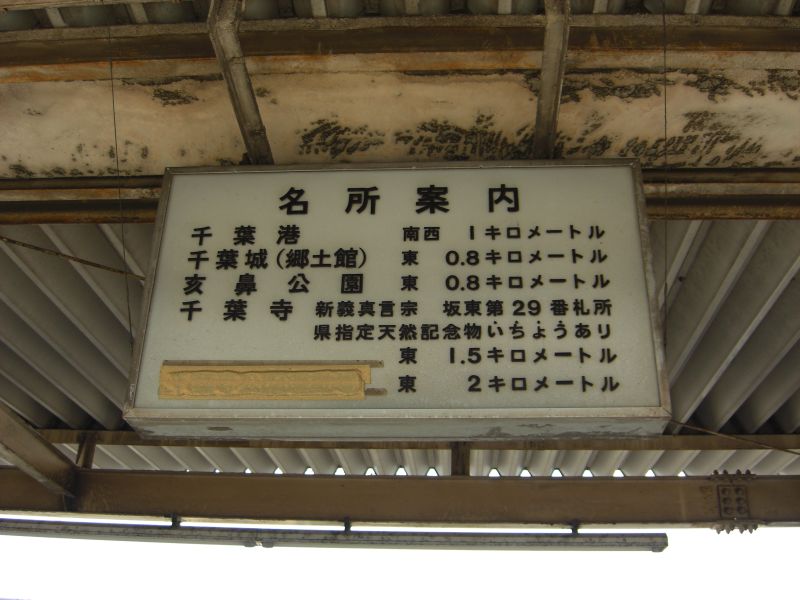 名所案内
千葉港 南西 1キロメートル
千葉城(郷土館) 東 0.8キロメートル
亥鼻公園 東 0.8キロメートル
千葉寺 新義真言宗 坂東第29番札所
県指定天然記念物いちょうあり
東 1.5キロメートル
東 2キロメートル